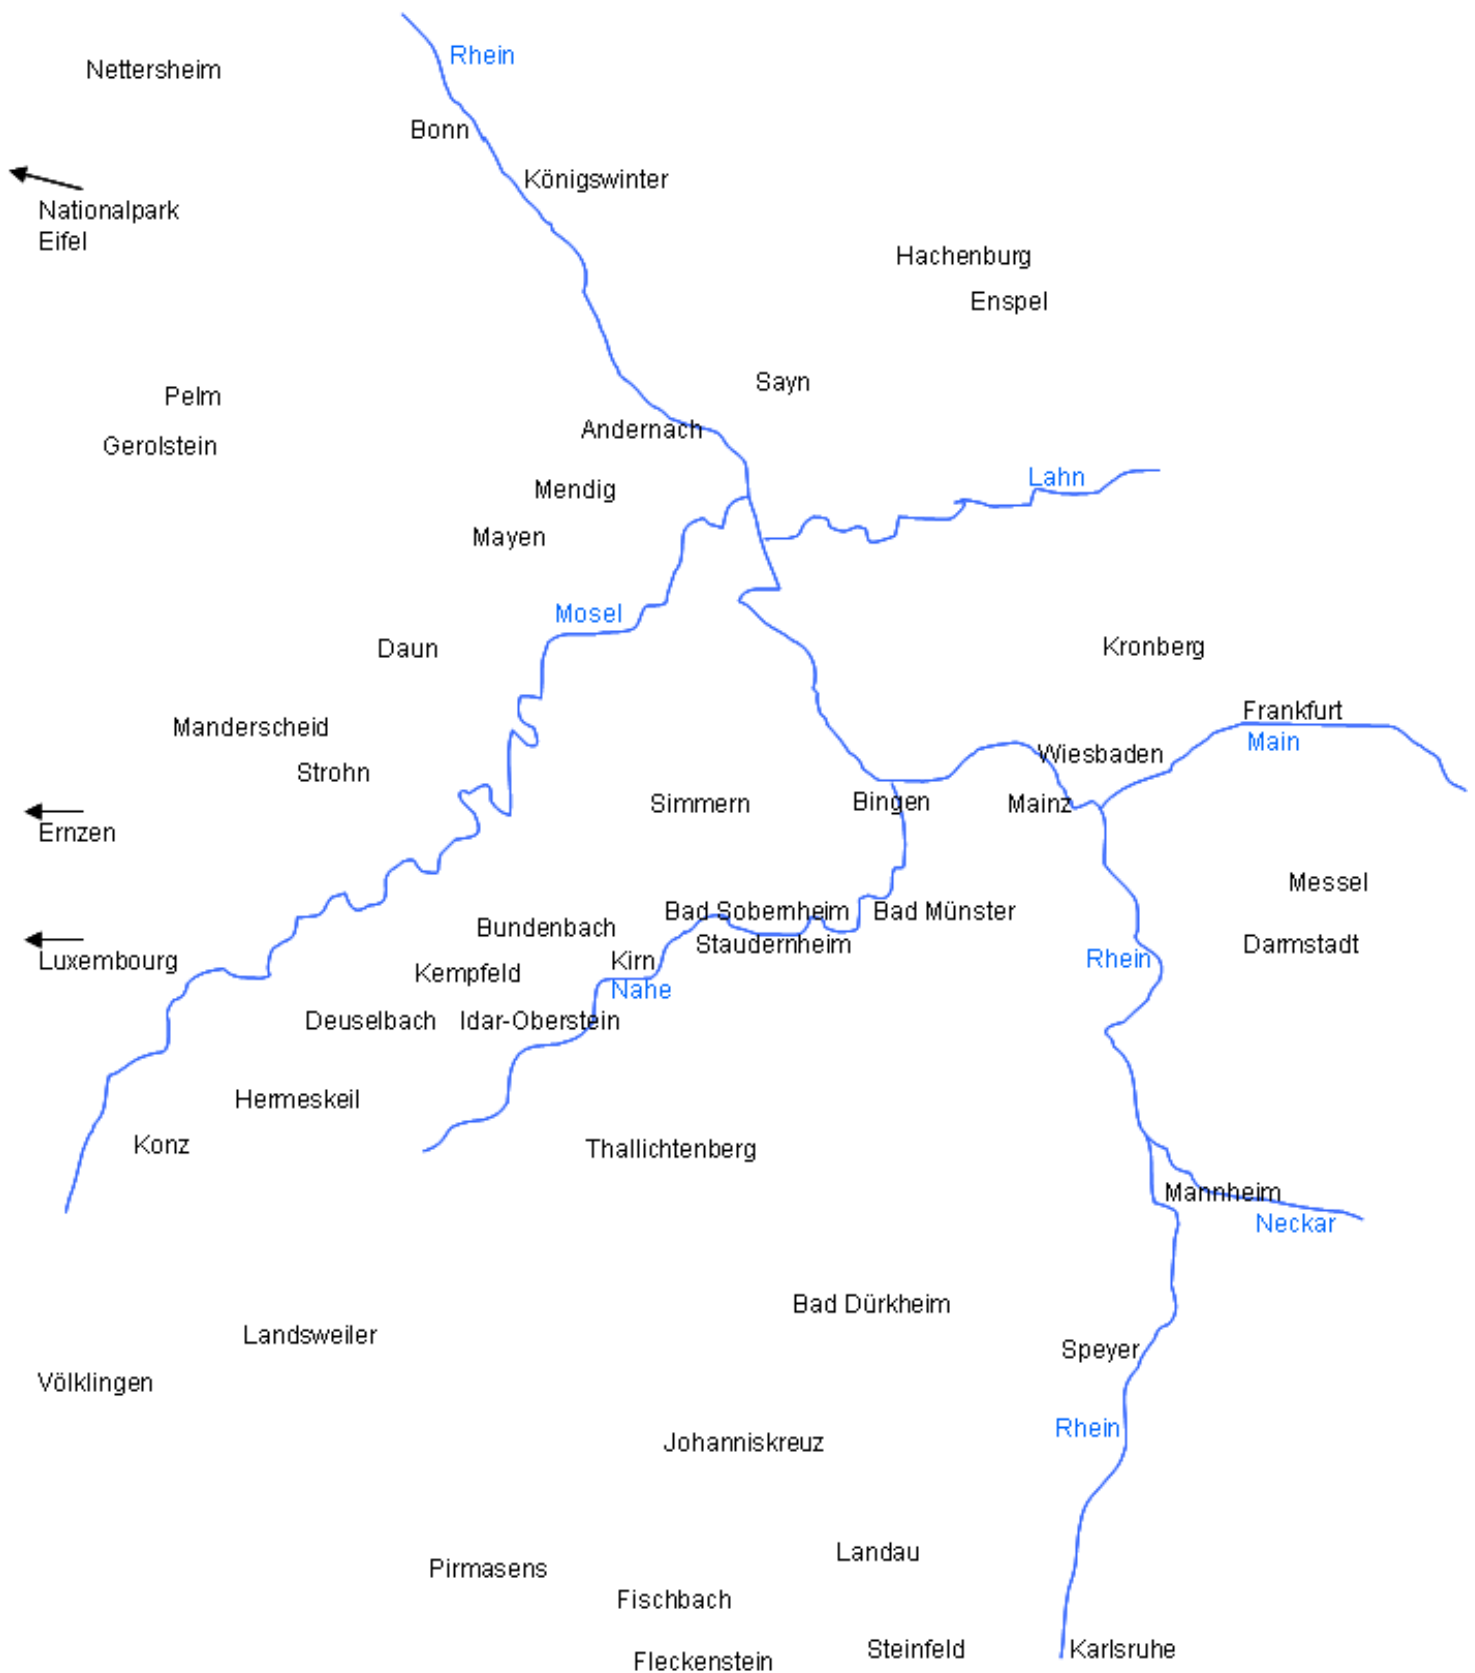 Rhein
Nettersheim
Bonn
Königswinter
Nationalpark
Eifel
Hachenburg
Enspel
Sayn
Pelm
Andernach
Gerolstein
Lahn
Mendig
Mayen
Mosel
Daun
Kronberg
Frankfurt
Manderscheid
Main
Wiesbaden
Strohn
Simmern
Bingen
Mainz
Ernzen
Messel
Bad Sobernheim
Bad Münster
Bundenbach
Staudernheim
Darmstadt
Luxembourg
Kirn
Rhein
Kempfeld
Nahe
Deuselbach
Idar-Oberstein
Hermeskeil
Konz
Thallichtenberg
Mannheim
Neckar
Bad Dürkheim
Landsweiler
Speyer
Völklingen
Rhein
Johanniskreuz
Landau
Pirmasens
Fischbach
Steinfeld
Karlsruhe
Fleckenstein